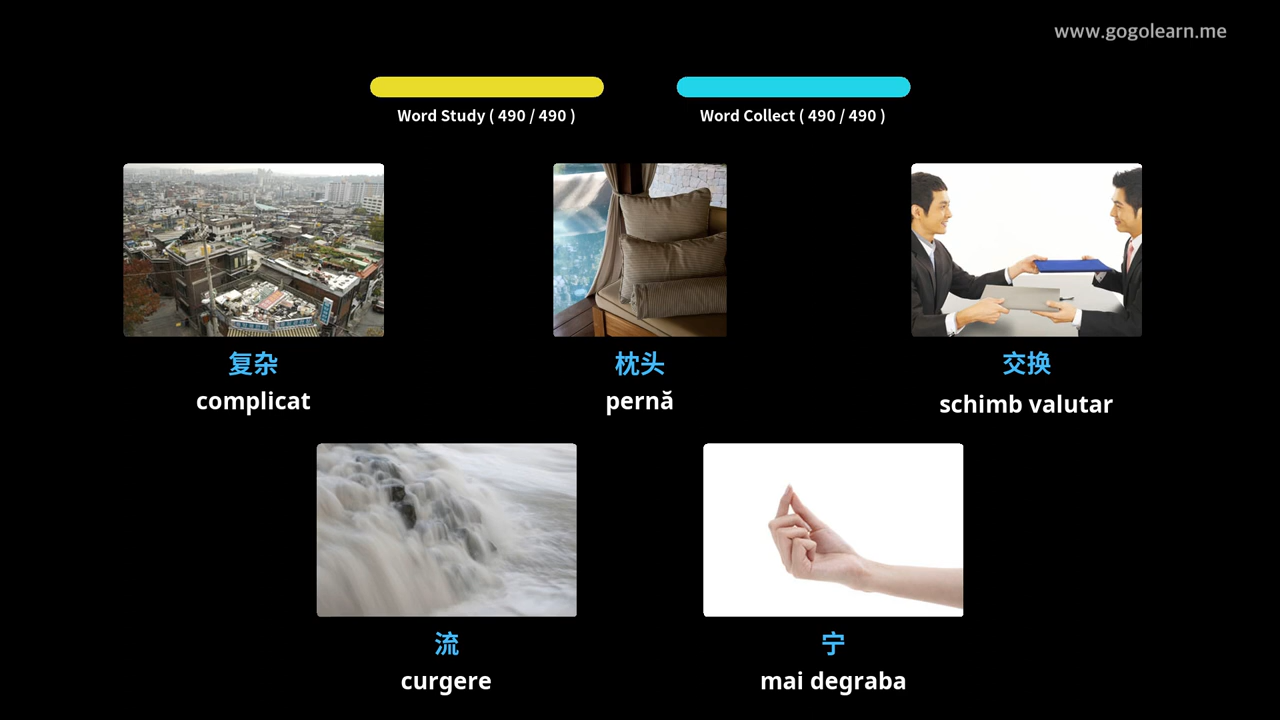 www.gogolearn.me
Word Study ( 490 / 490 )
Word Collect ( 490 / 490 )
复杂
complicat
枕头
pernă
交换
schimb valutar
流
curgere
宁
mai degraba